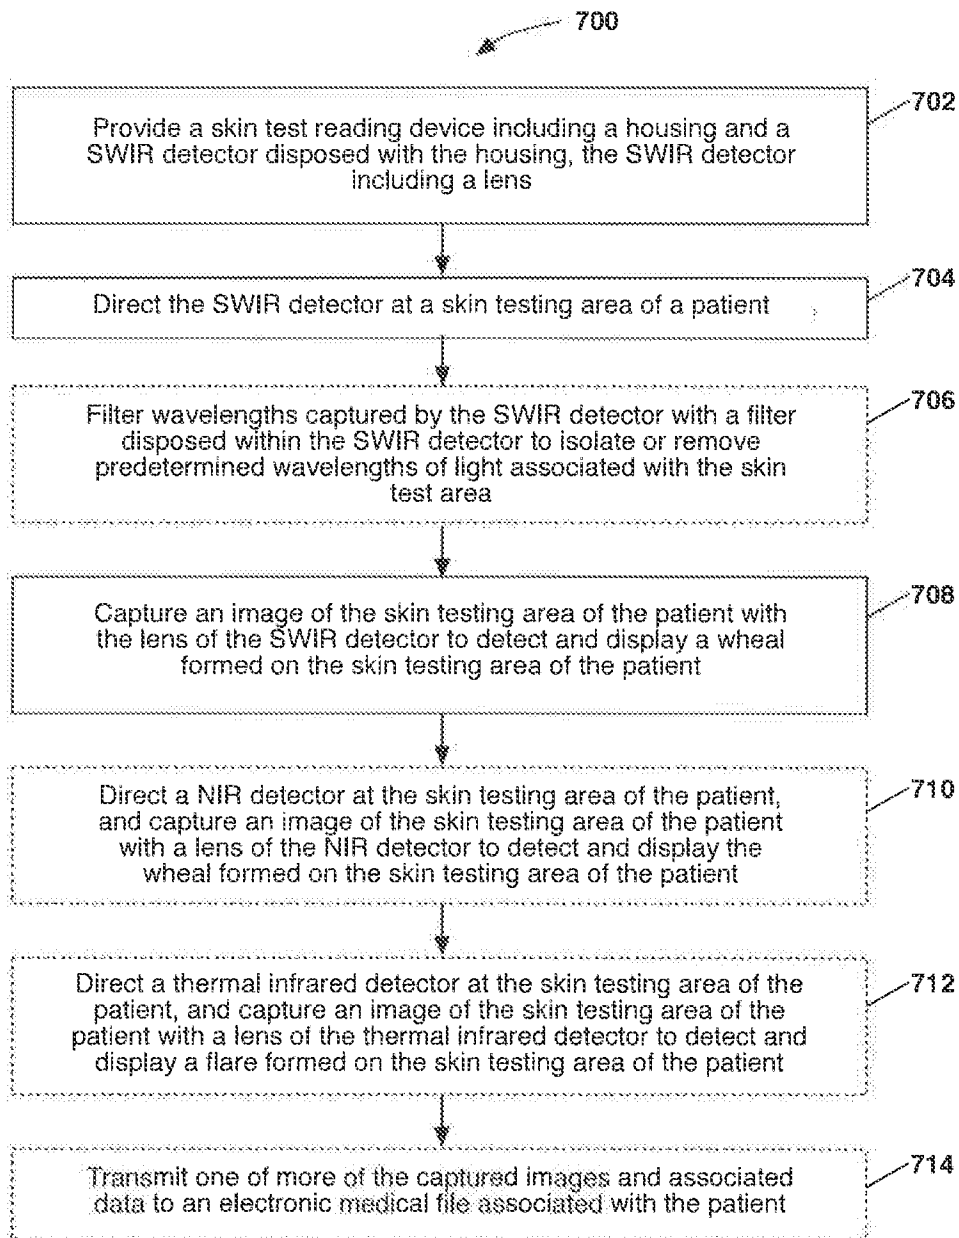 700
702
Provide a skin test reading device including a housing and a
SWIR detector disposed with the housing, the SWIR detector
including a lens
704
Direct the SWIR detector at a skin testing area of a patient
706
Filter wavelengths captured by the SWIR detector with a filter
disposed within the SWIR detector to isolate or remove
predetermined wavelengths of light associated with the skin
test area
708
Capture an image of the skin testing area of the patient with
the lens of the SWIR detector to detect and display a wheal
formed on the skin testing area of the patient
710
Direct a NIR detector at the skin testing area of the patient,
and capture an image of the skin testing area of the patient
with a lens of the NIR detector to detect and display the
wheal formed on the skin testing area of the patient
712
Direct a thermal infrared detector at the skin testing area of the
patient, and capture an image of the skin testing area of the
patient with a lens of the thermal infrared detector to detect and
display a flare formed on the skin testing area of the patient
714
Transmit one of more of the captured images and associated
data to an electronic medical file associated with the patient